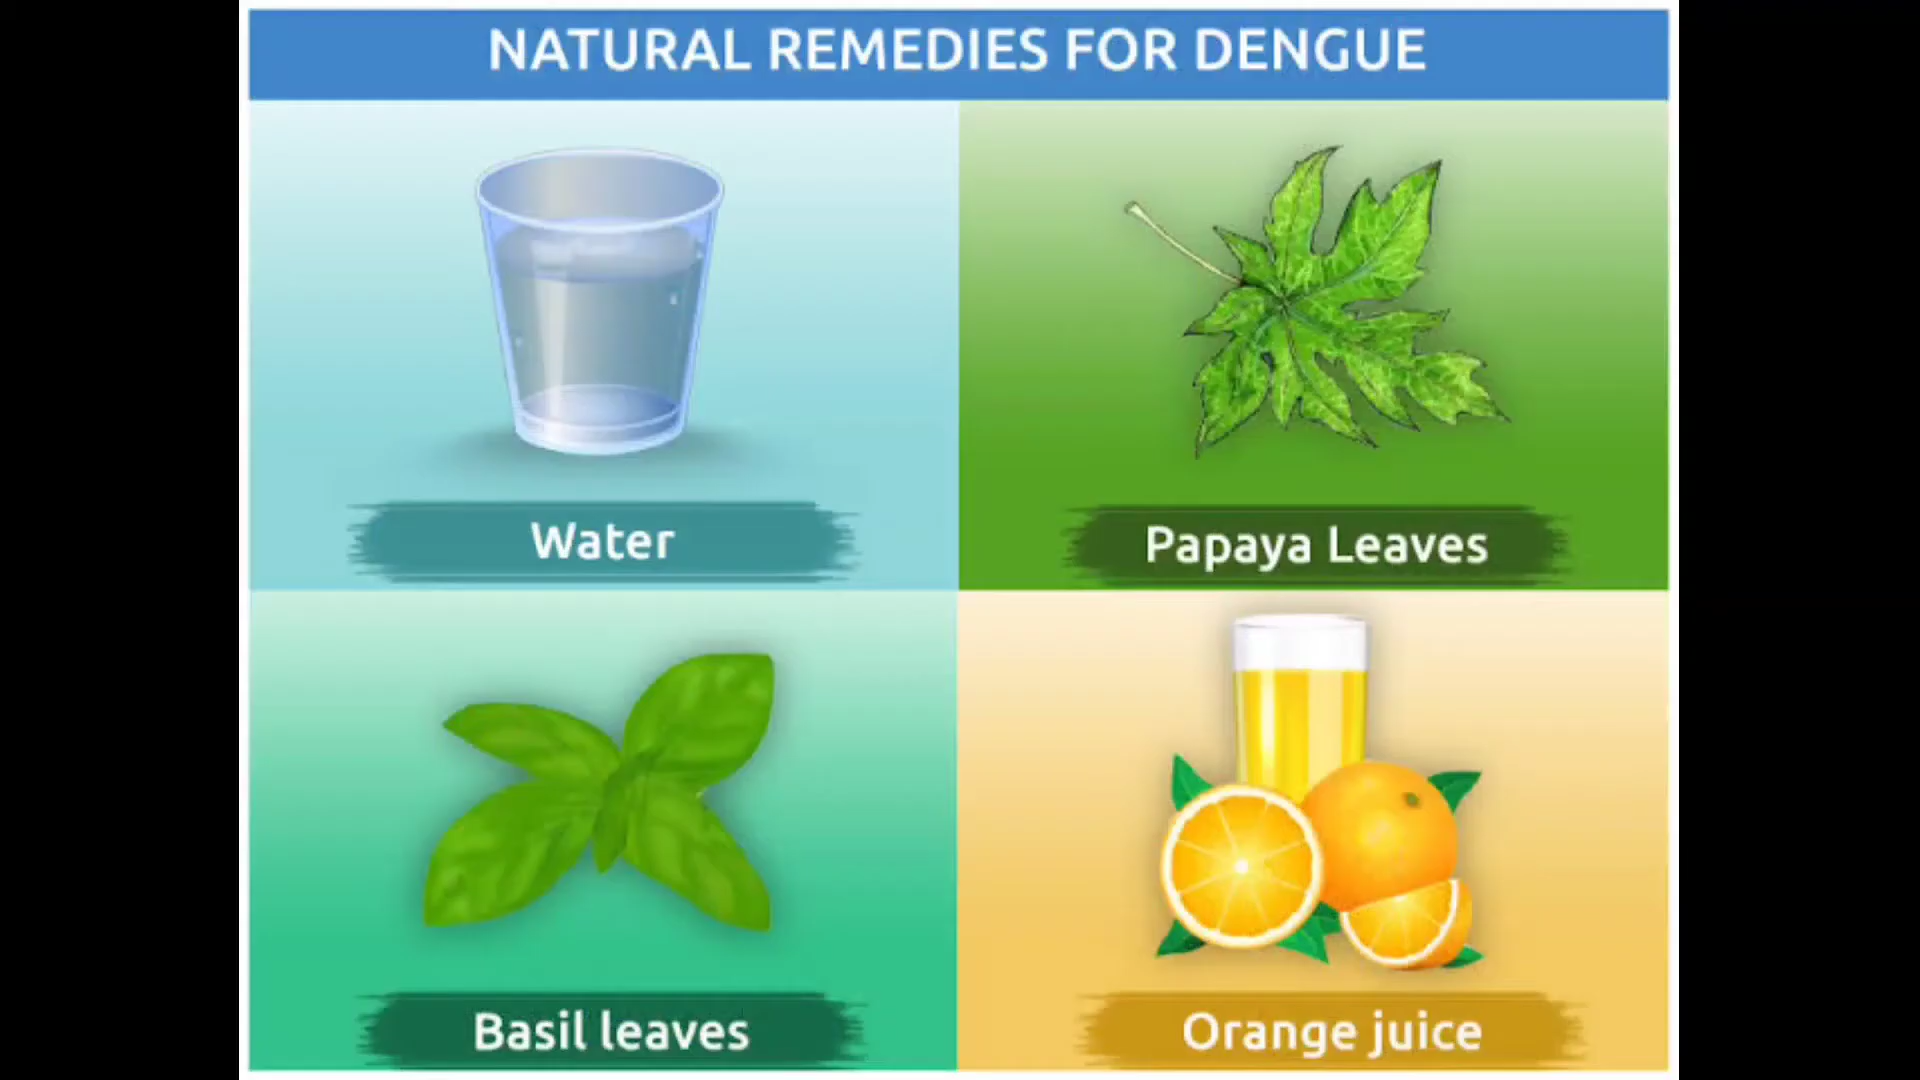 NATURAL REMEDIES FOR DENGUE
Water
Papaya Leaves
Basil leaves
Orange juice